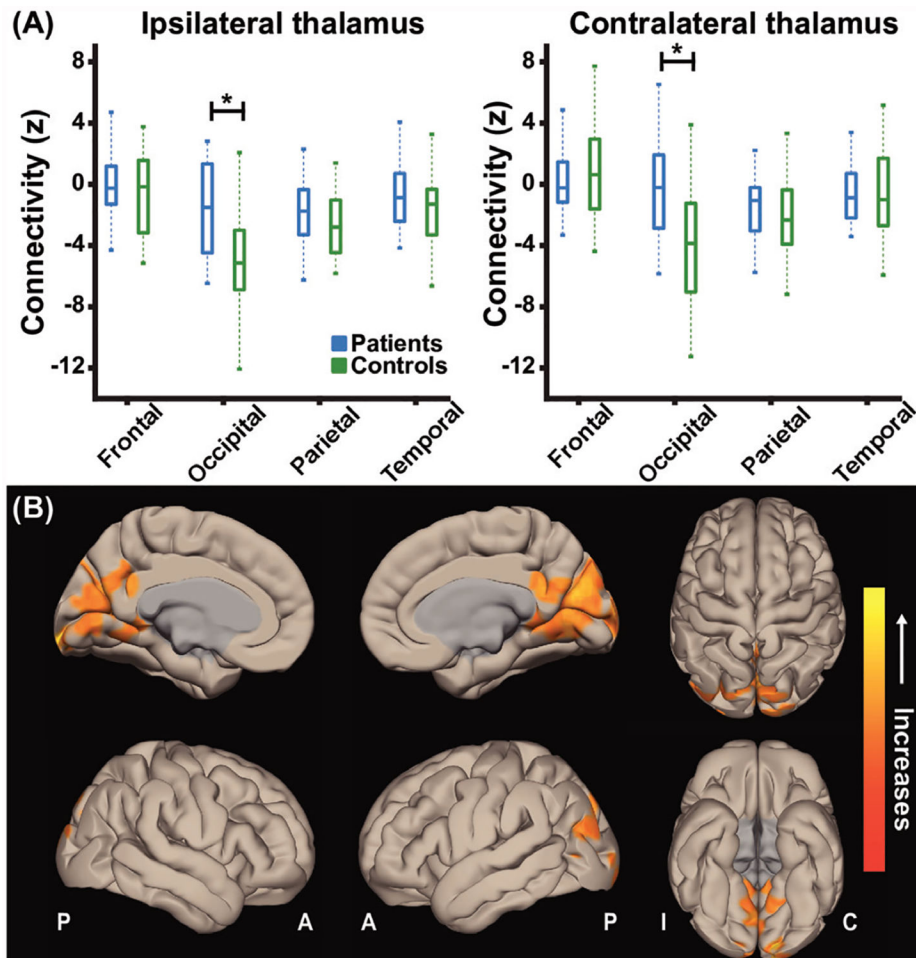 (A)
Ipsilateral thalamus
Contralateral thalamus
Connectivity (z)
8
4
0
-4
-8
-12
*
Patients
Controls
Frontal
Occipital
Parietal
Temporal
Connectivity (z)
8
4
0
-4
-8
-12
*
Frontal
Occipital
Parietal
Temporal
(B)
Increases
P A A P I C